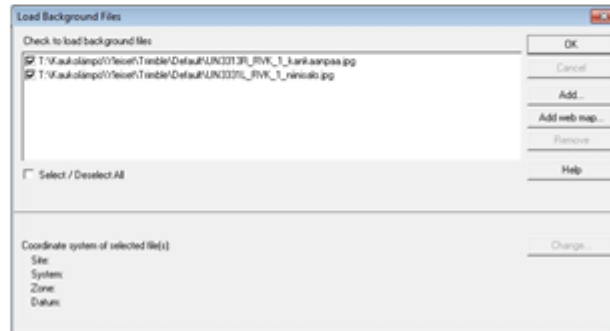 Load Background Files
Check to load background files
OK
T:\Kaukolämpö\Yleiset\Trimble\Default\UN3313R_RVK_1_kankaanpaa.jpg
T:\Kaukolämpö\Yleiset\Trimble\Default\UN3331L_RVK_1_niinisalo.jpg
Cancel
Add...
Add web map...
Remove
Help
Select / Deselect All
Coordinate system of selected file(s):
Change...
Site:
System:
Zone:
Datum: